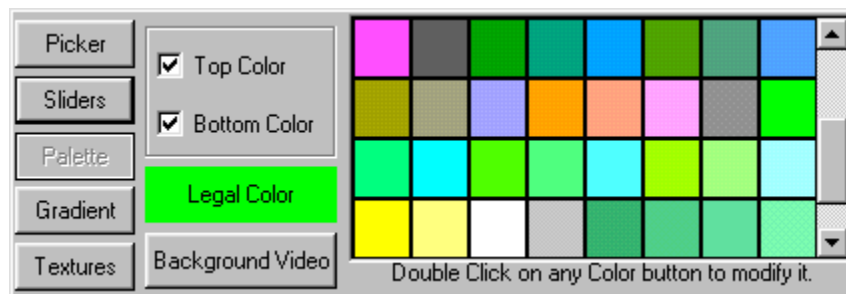 Picker
Sliders
Palette
Gradient
Textures
Top Color
Bottom Color
Legal Color
Background Video
Double Click on any Color button to modify it.